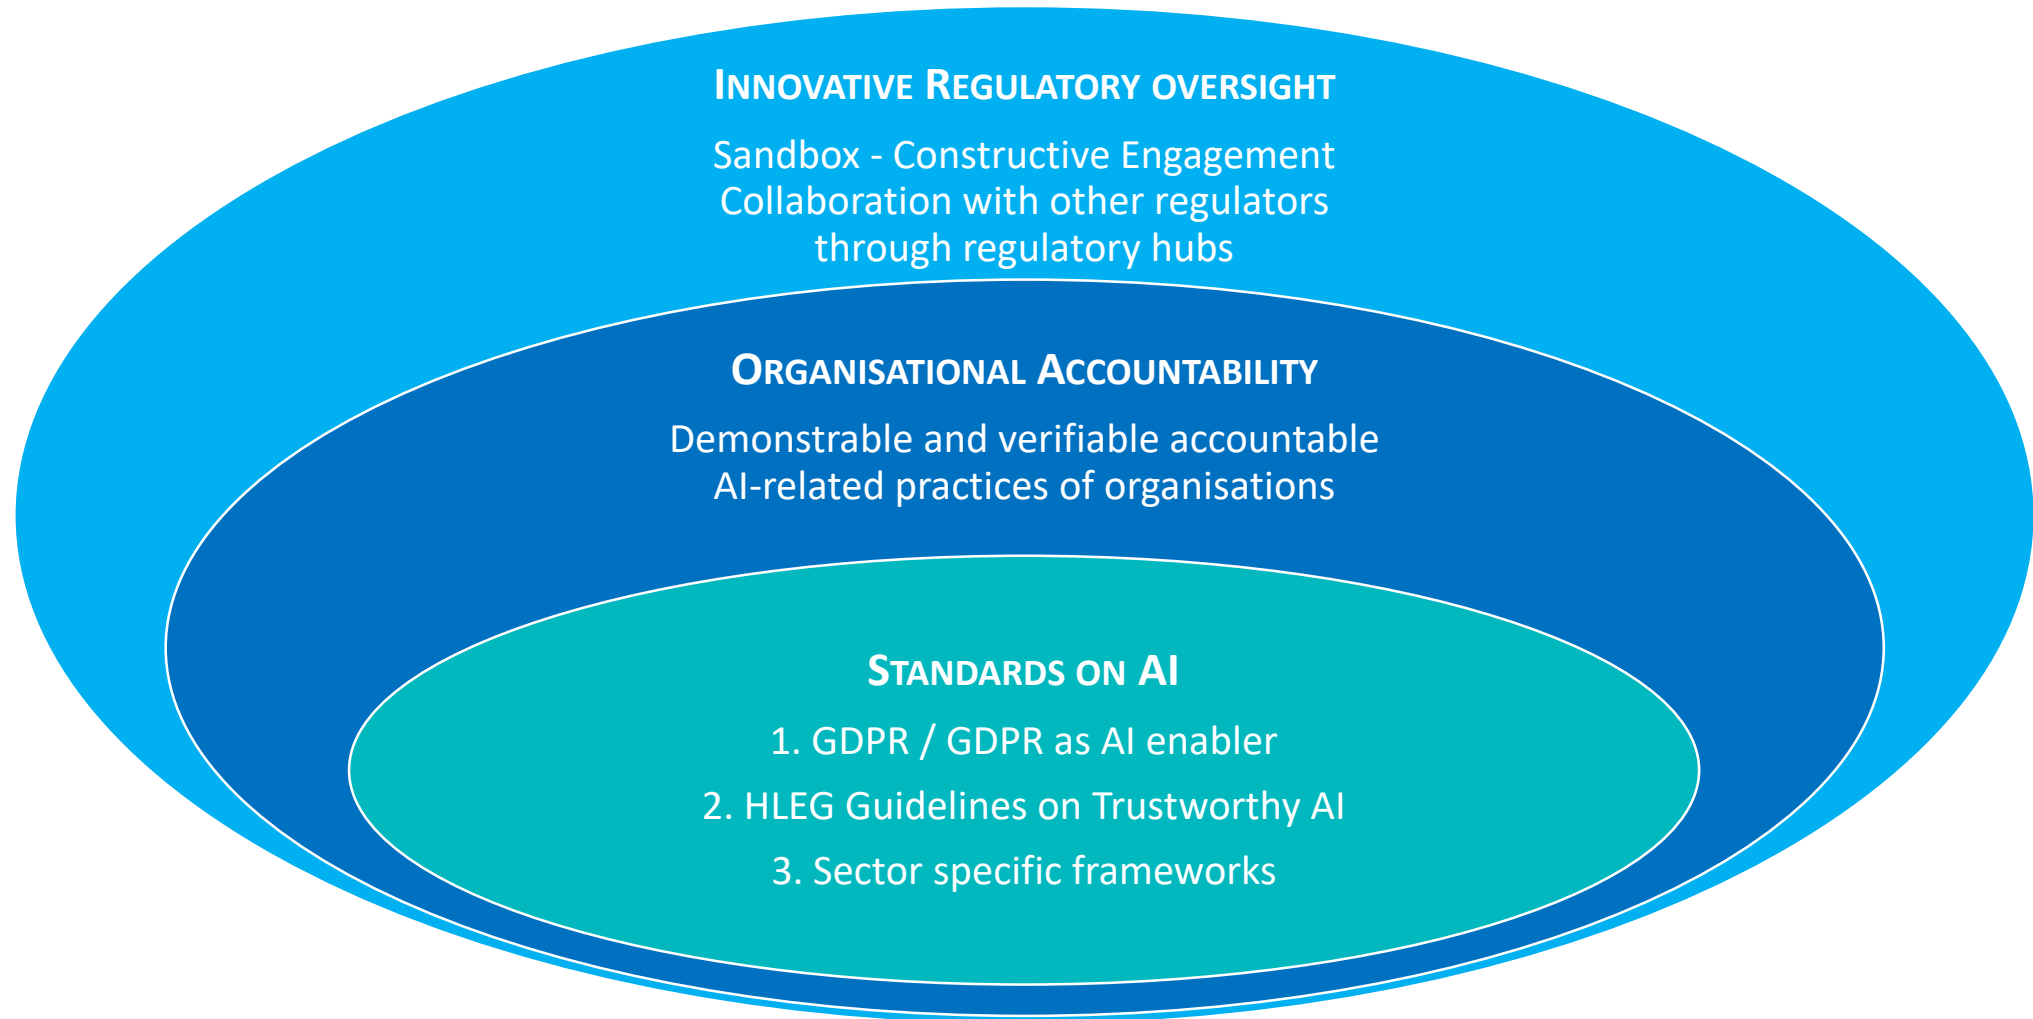 INNOVATIVE REGULATORY OVERSIGHT
Sandbox - Constructive Engagement
Collaboration with other regulators
through regulatory hubs
ORGANISATIONAL ACCOUNTABILITY
Demonstrable and verifiable accountable
AI-related practices of organisations
STANDARDS ON AI
1. GDPR / GDPR as AI enabler
2. HLEG Guidelines on Trustworthy AI
3. Sector specific frameworks